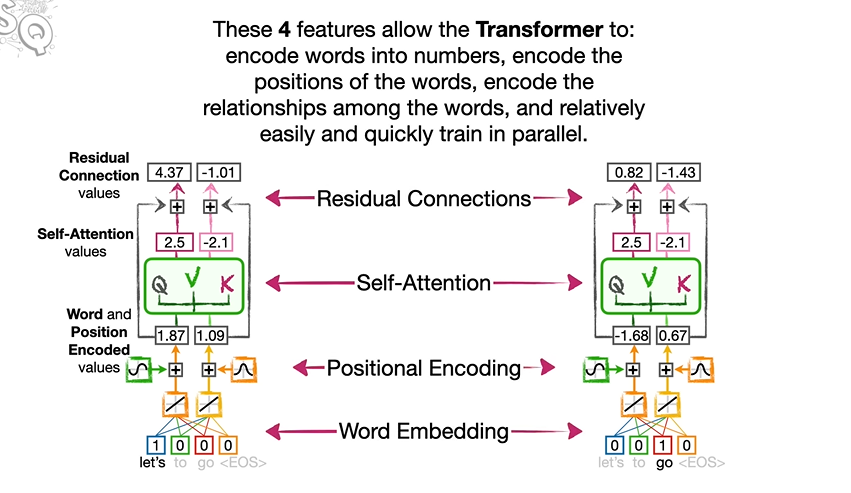 SQ
These 4 features allow the Transformer to:
encode words into numbers, encode the
positions of the words, encode the
relationships among the words, and relatively
easily and quickly train in parallel.
Residual
Connection
values
4.37 -1.01
Residual Connections
0.82 -1.43
+ +
+ +
Self-Attention
values
2.5 -2.1
2.5 -2.1
Q V K
Self-Attention
Q V K
Word and
Position
Encoded
values
1.87 1.09
-1.68 0.67
+ +
Positional Encoding
+ +
Word Embedding
1 0 0 0
0 0 1 0
let's to go <EOS>
let's to go <EOS>